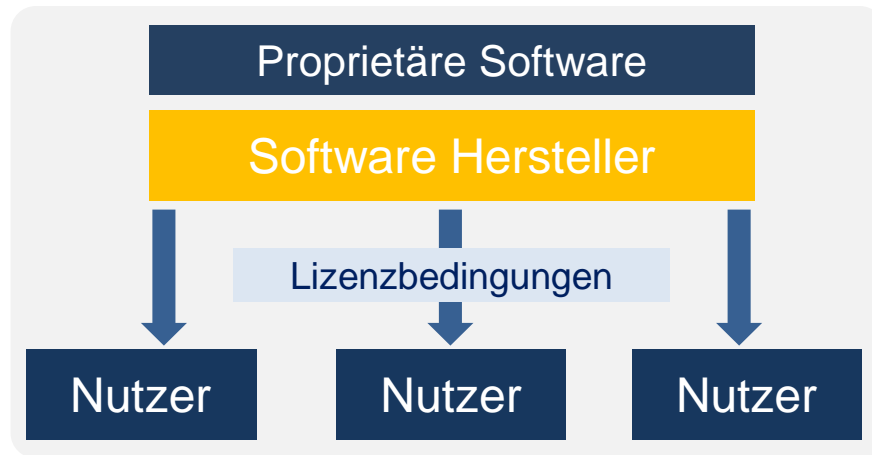 Proprietäre Software
Software Hersteller
Lizenzbedingungen
Nutzer
Nutzer
Nutzer